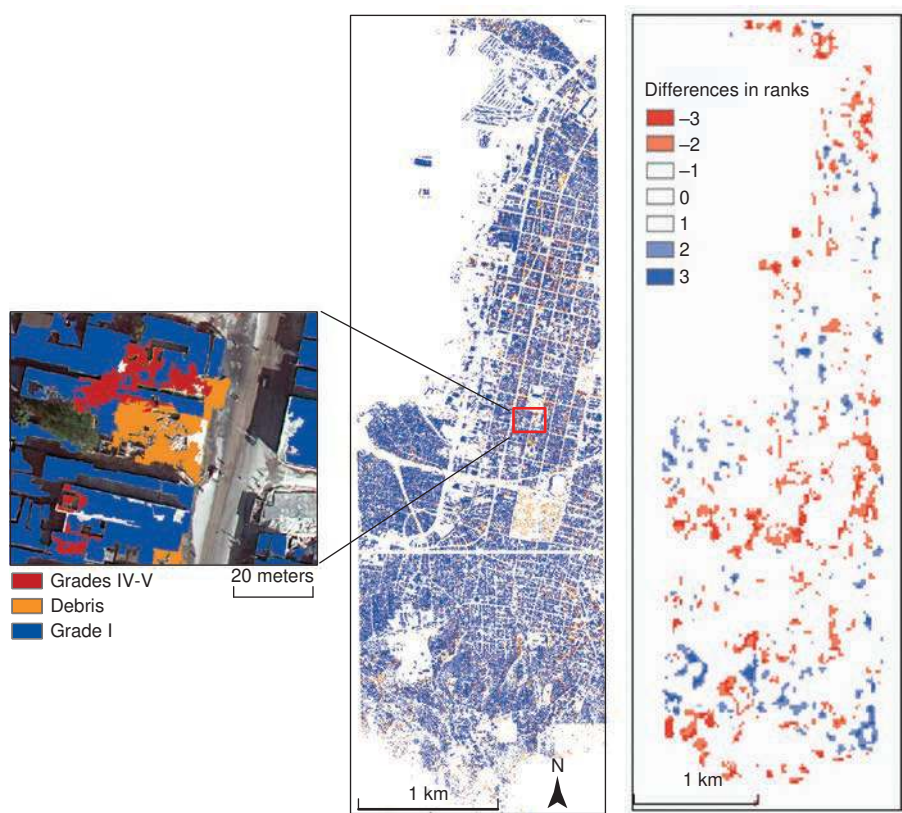 Grades IV-V
Debris
Grade I
20 meters
1 km
N
Differences in ranks
–3
–2
–1
0
1
2
3
1 km